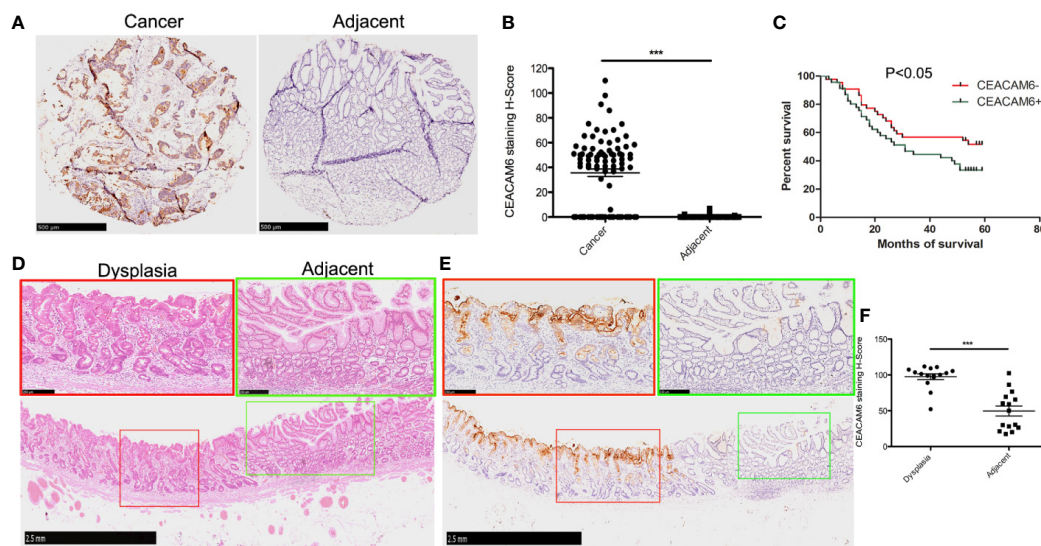 A
Cancer
Adjacent
500 µm
500 µm
B
***
CEACAM6 staining H-Score
120
100
80
60
40
20
0
Cancer
Adjacent
C
P<0.05
CEACAM6-
CEACAM6+
Percent survival
100
80
60
40
20
0
0
20
40
60
80
Months of survival
D
Dysplasia
Adjacent
2.5 mm
E
2.5 mm
F
***
CEACAM6 staining H-Score
150
100
50
0
Dysplasia
Adjacent